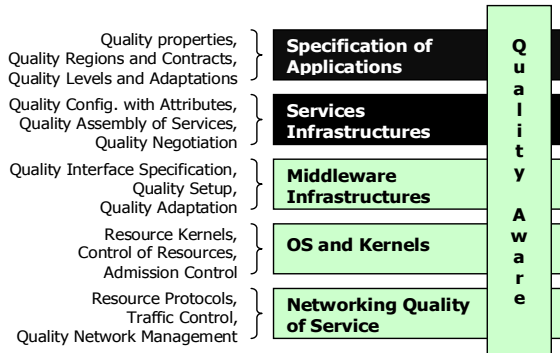 Quality properties,
Quality Regions and Contracts,
Quality Levels and Adaptations
Specification of
Applications
Quality Config. with Attributes,
Quality Assembly of Services,
Quality Negotiation
Services
Infrastructures
Quality Interface Specification,
Quality Setup,
Quality Adaptation
Middleware
Infrastructures
Resource Kernels,
Control of Resources,
Admission Control
OS and Kernels
Resource Protocols,
Traffic Control,
Quality Network Management
Networking Quality
of Service
Quality Aware